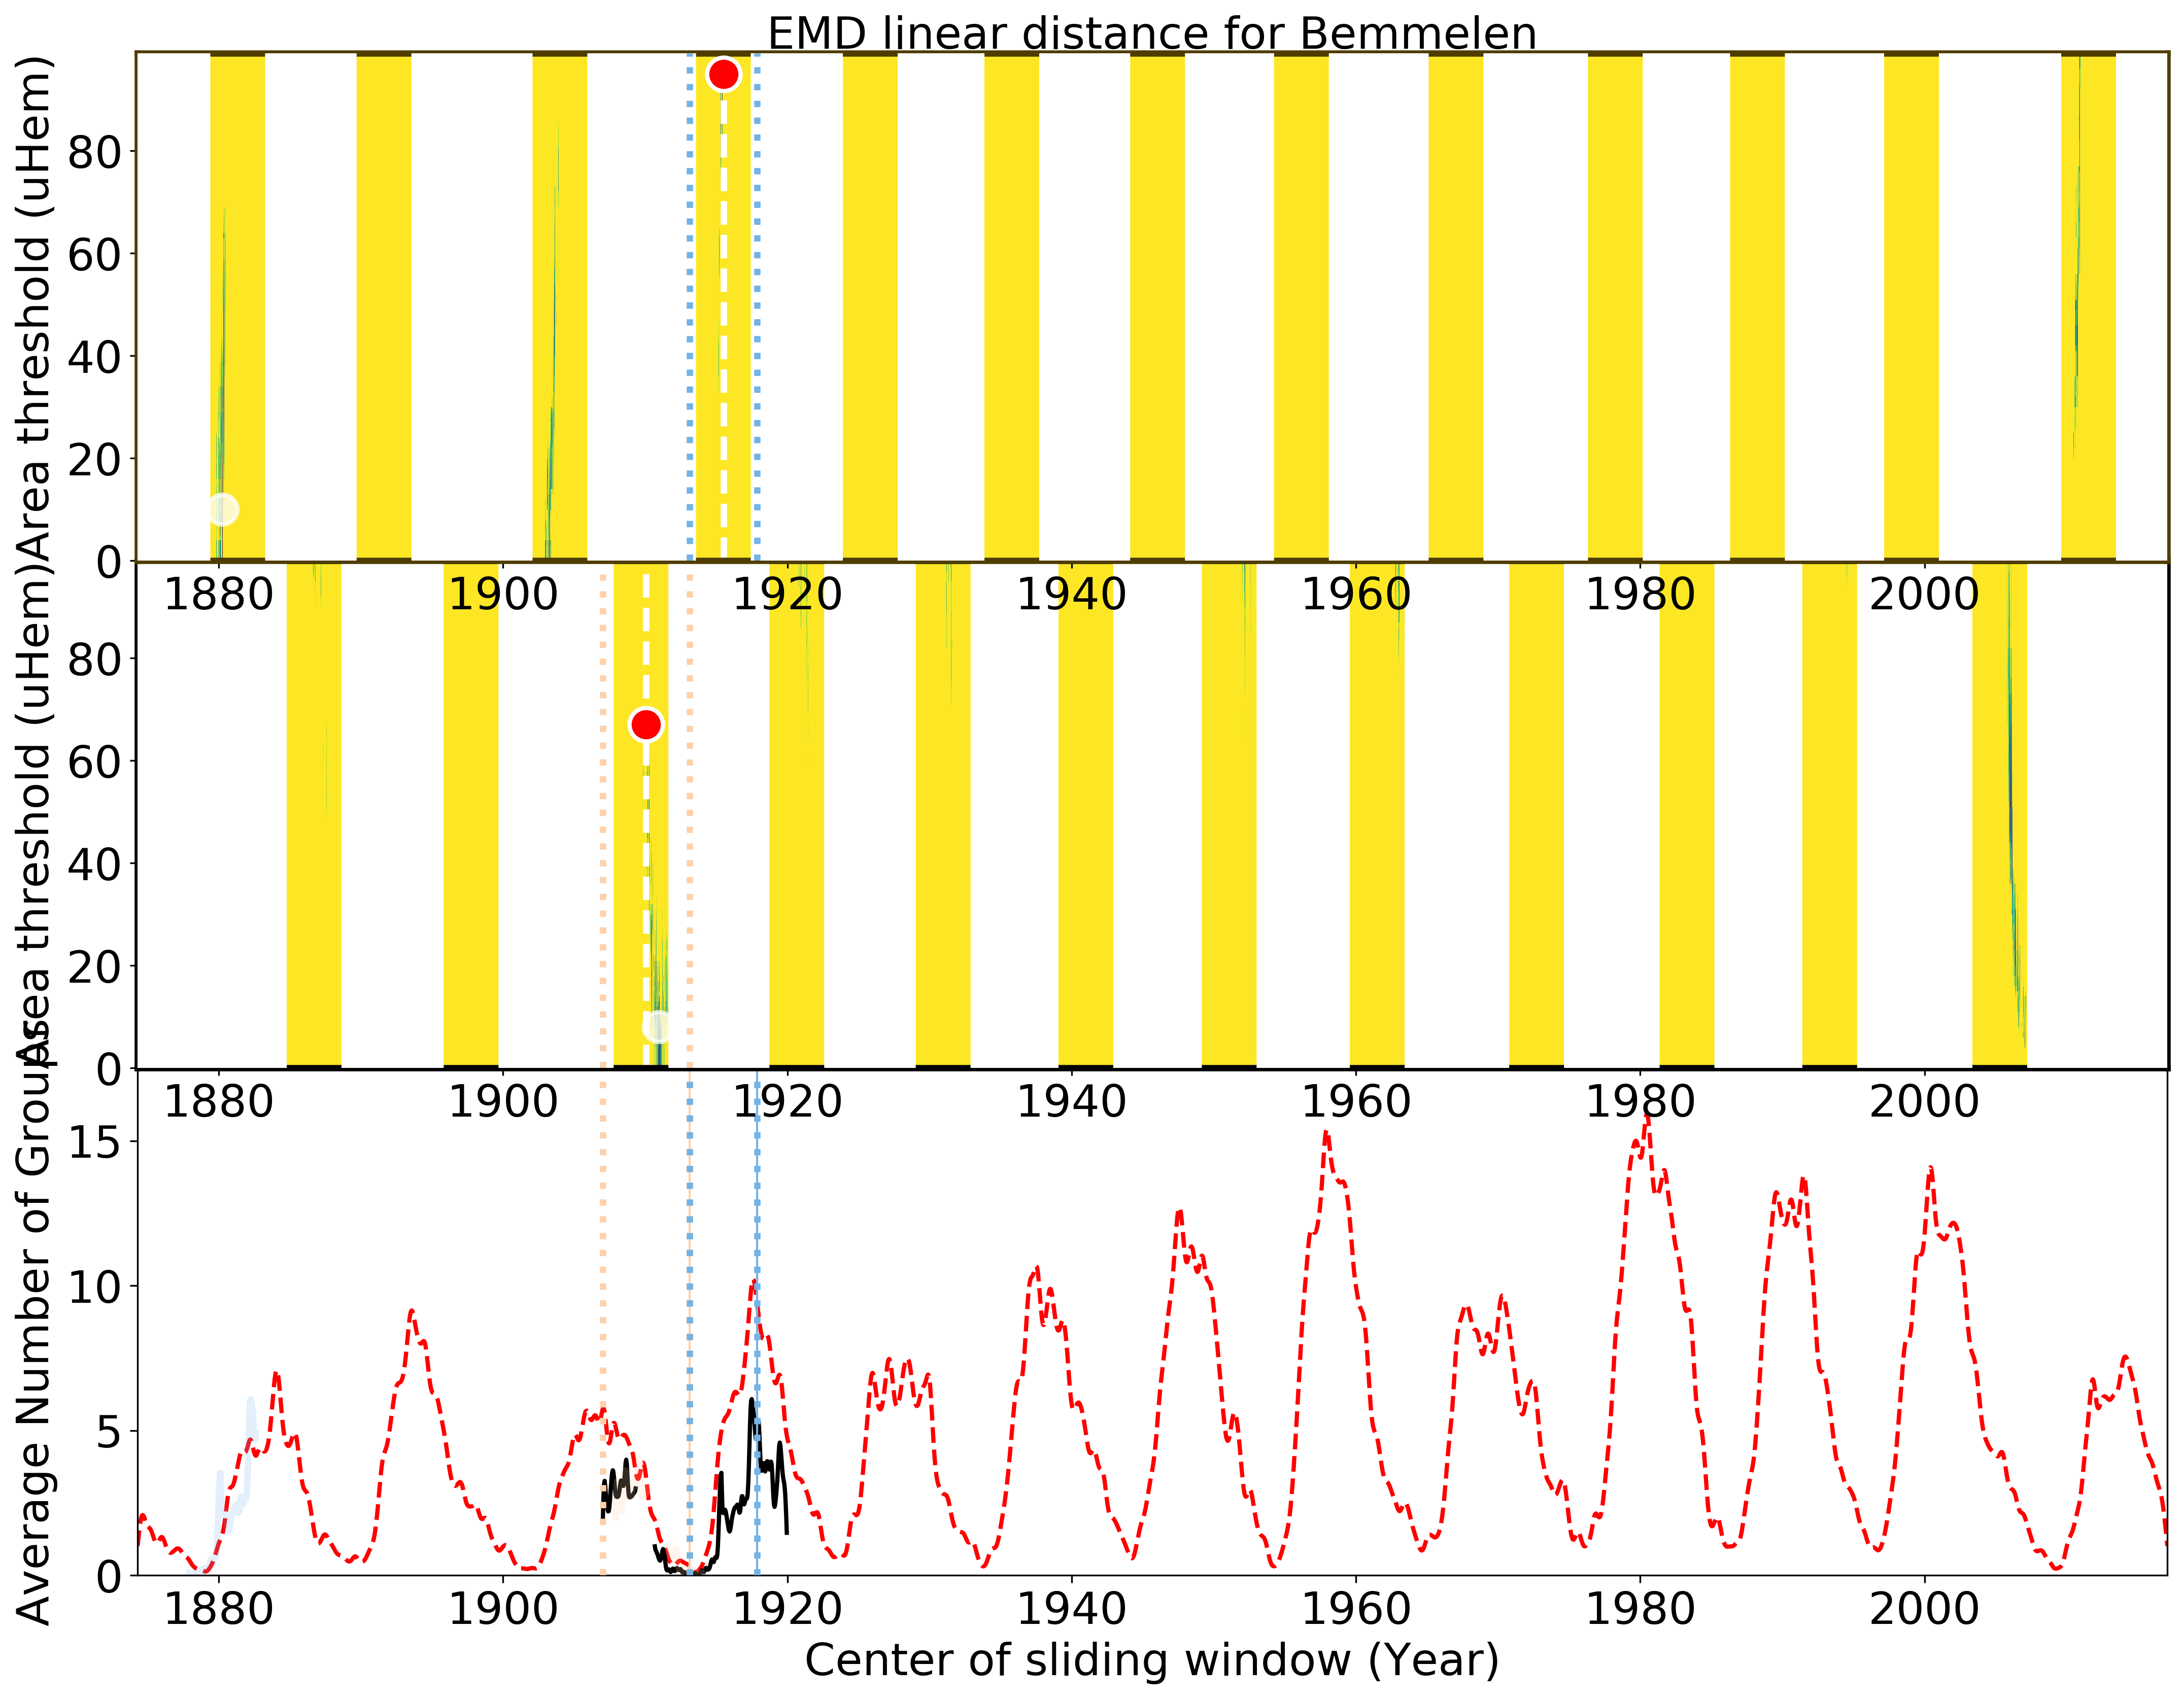 EMD linear distance for Bemmelen
Area threshold (uHem)
80
60
40
20
0
1880 1900 1920 1940 1960 1980 2000
Area threshold (uHem)
80
60
40
20
0
1880 1900 1920 1940 1960 1980 2000
Average Number of Groups
15
10
5
0
1880 1900 1920 1940 1960 1980 2000
Center of sliding window (Year)